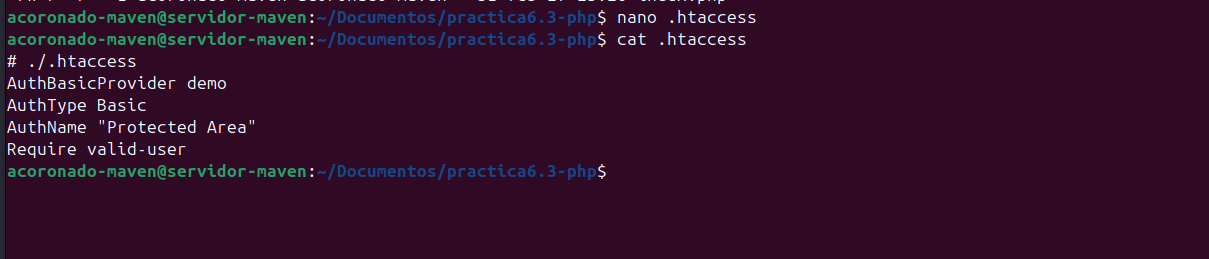 acoronado-maven@servidor-maven:~/Documentos/practica6.3-php$ nano .htaccess
acoronado-maven@servidor-maven:~/Documentos/practica6.3-php$ cat .htaccess
# ./.htaccess
AuthBasicProvider demo
AuthType Basic
AuthName "Protected Area"
Require valid-user
acoronado-maven@servidor-maven:~/Documentos/practica6.3-php$